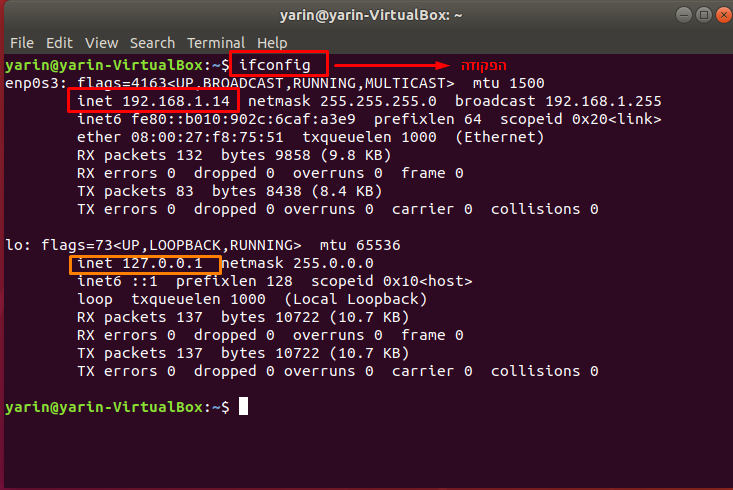 yarin@yarin-VirtualBox: ~
File Edit View Search Terminal Help
yarin@yarin-VirtualBox:~$ ifconfig הפקודה
enp0s3: flags=4163<UP,BROADCAST,RUNNING,MULTICAST> mtu 1500
inet 192.168.1.14 netmask 255.255.255.0 broadcast 192.168.1.255
inet6 fe80::b010:902c:6caf:a3e9 prefixlen 64 scopeid 0x20<link>
ether 08:00:27:f8:75:51 txqueuelen 1000 (Ethernet)
RX packets 132 bytes 9858 (9.8 KB)
RX errors 0 dropped 0 overruns 0 frame 0
TX packets 83 bytes 8438 (8.4 KB)
TX errors 0 dropped 0 overruns 0 carrier 0 collisions 0
lo: flags=73<UP,LOOPBACK,RUNNING> mtu 65536
inet 127.0.0.1 netmask 255.0.0.0
inet6 ::1 prefixlen 128 scopeid 0x10<host>
loop txqueuelen 1000 (Local Loopback)
RX packets 137 bytes 10722 (10.7 KB)
RX errors 0 dropped 0 overruns 0 frame 0
TX packets 137 bytes 10722 (10.7 KB)
TX errors 0 dropped 0 overruns 0 carrier 0 collisions 0
yarin@yarin-VirtualBox:~$